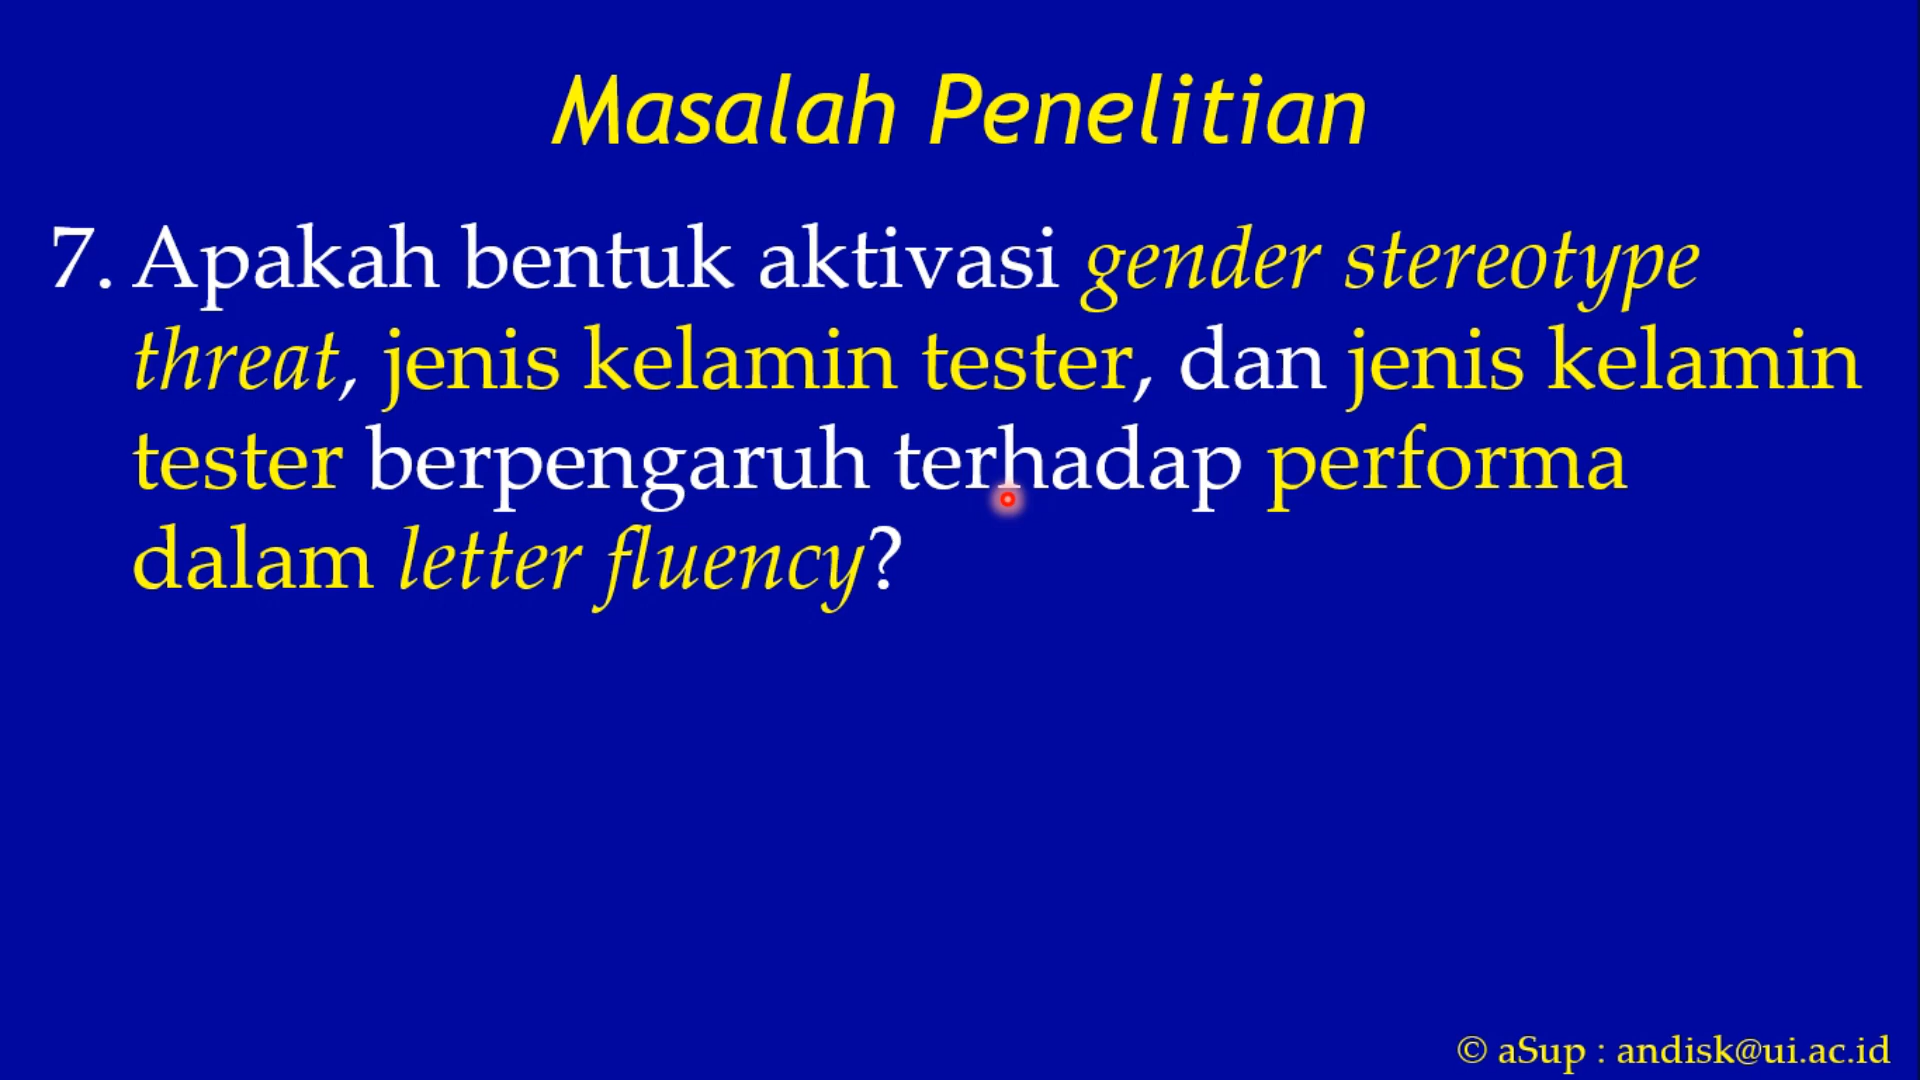 Masalah Penelitian
7. Apakah bentuk aktivasi gender stereotype
threat, jenis kelamin tester, dan jenis kelamin
tester berpengaruh terhadap performa
dalam letter fluency?
© aSup : andisk@ui.ac.id